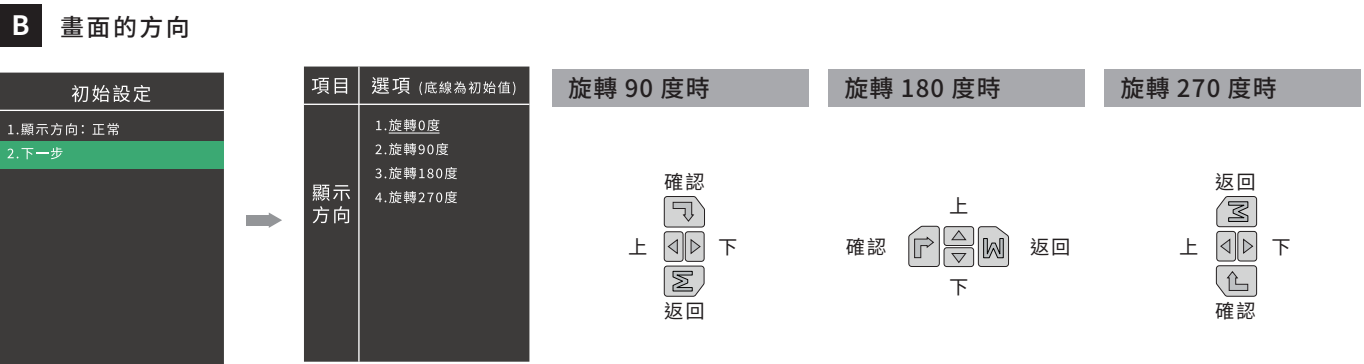 B 畫面的方向
初始設定
1.顯示方向：正常
2.下一步
項目 選項 (底線為初始值)
顯示
方向
1.旋轉0度
2.旋轉90度
3.旋轉180度
4.旋轉270度
旋轉 90 度時
確認
上 下
返回
旋轉 180 度時
上
確認 返回
下
旋轉 270 度時
返回
上 下
確認